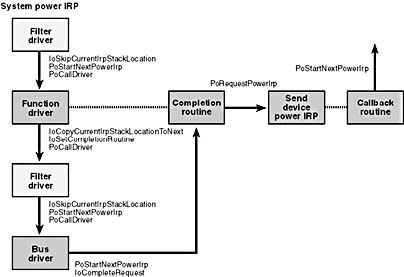 System power IRP
Filter
driver
IoSkipCurrentIrpStackLocation
PoStartNextPowerIrp
PoCallDriver
PoStartNextPowerIrp
PoRequestPowerIrp
Function
driver
Completion
routine
Send
device
power IRP
Callback
routine
IoCopyCurrentIrpStackLocationToNext
IoSetCompletionRoutine
PoCallDriver
Filter
driver
IoSkipCurrentIrpStackLocation
PoStartNextPowerIrp
PoCallDriver
Bus
driver
PoStartNextPowerIrp
IoCompleteRequest